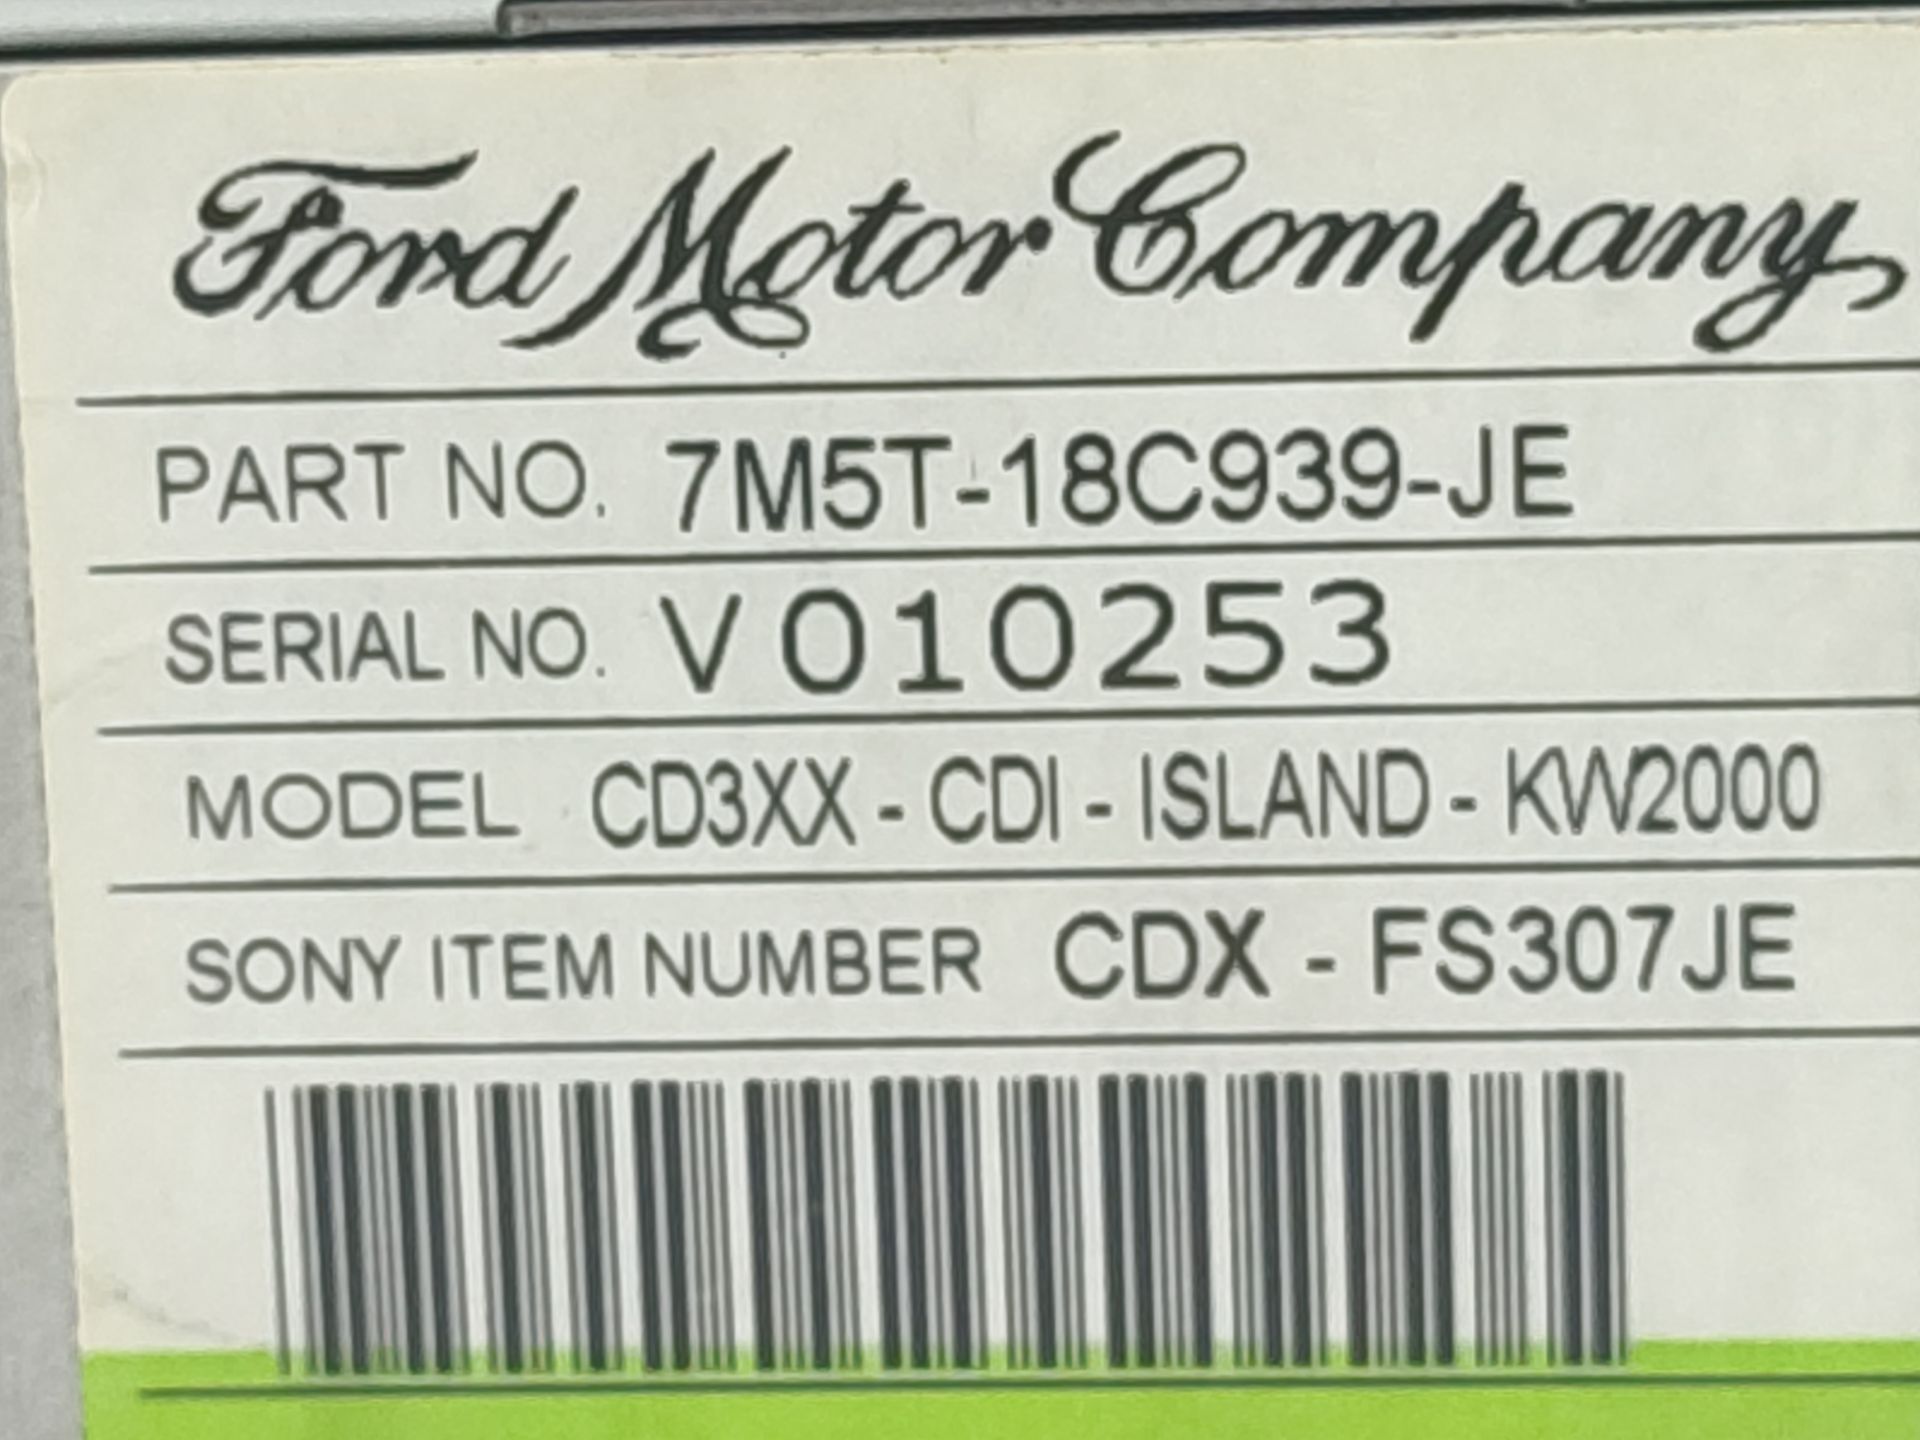 Ford Motor Company
PART NO. 7M5T-18C939-JE
SERIAL NO. V010253
MODEL CD3XX - CDI - ISLAND - KW2000
SONY ITEM NUMBER CDX - FS307JE